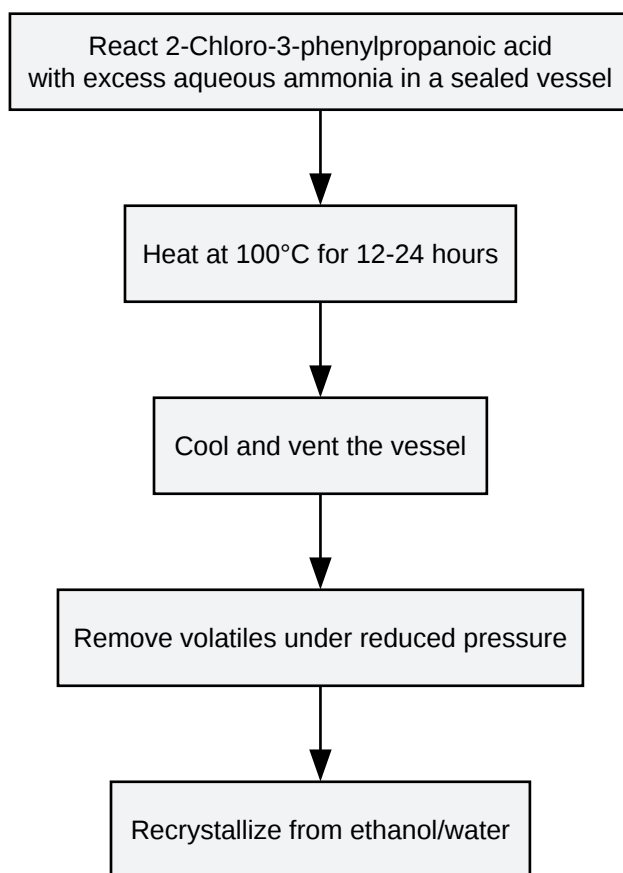 React 2-Chloro-3-phenylpropanoic acid
with excess aqueous ammonia in a sealed vessel
Heat at 100°C for 12-24 hours
Cool and vent the vessel
Remove volatiles under reduced pressure
Recrystallize from ethanol/water